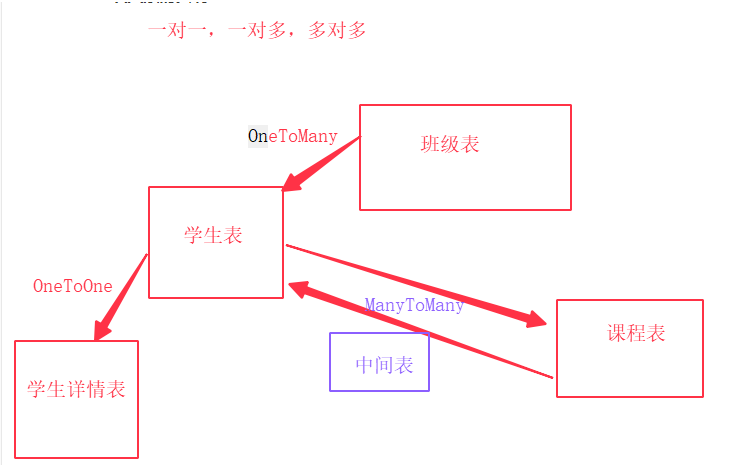 一对一，一对多，多对多
OneToMany
班级表
学生表
OneToOne
ManyToMany
课程表
中间表
学生详情表